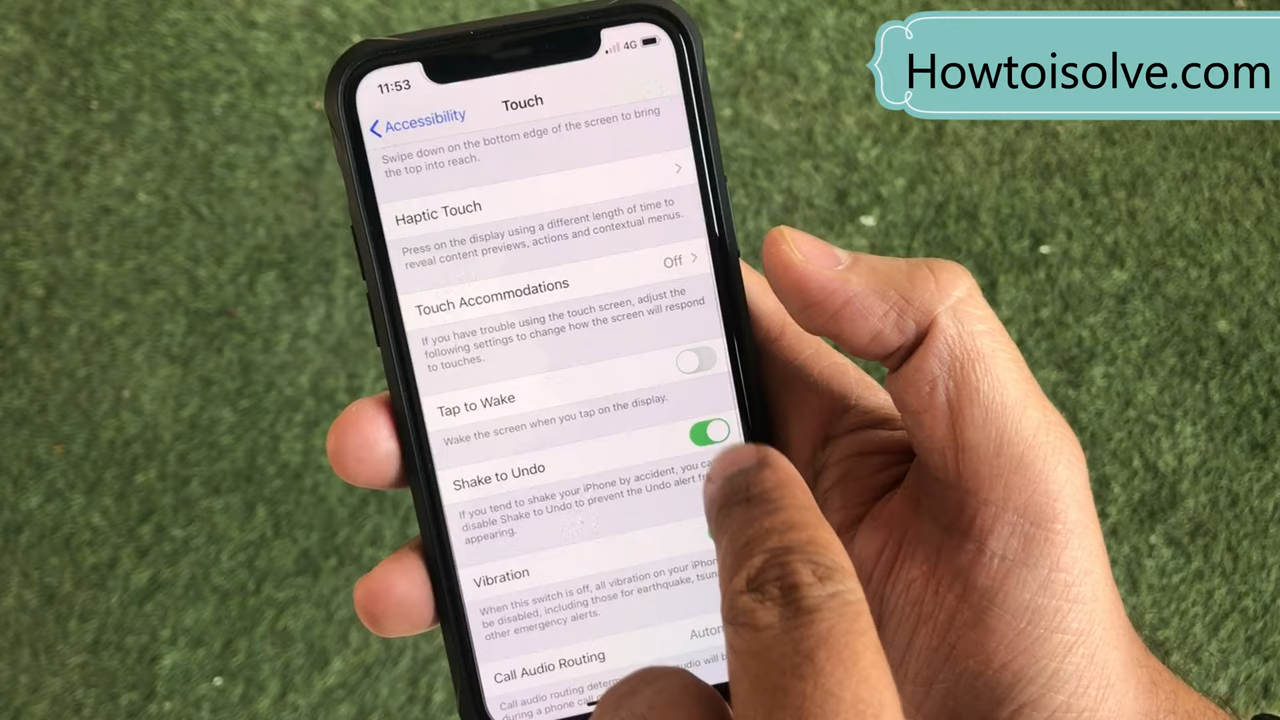 Howtoisolve.com
11:53
4G
Accessibility
Touch
Swipe down on the bottom edge of the screen to bring
the top into reach.
Haptic Touch
Press on the display using a different length of time to
reveal content previews, actions and contextual menus.
Touch Accommodations
Off
If you have trouble using the touch screen, adjust the
following settings to change how the screen will respond
to touches.
Tap to Wake
Wake the screen when you tap on the display.
Shake to Undo
If you tend to shake your iPhone by accident, you ca
disable Shake to Undo to prevent the Undo alert fr
appearing.
Vibration
When this switch is off, all vibration on your iPhon
be disabled, including those for earthquake, tsun
other emergency alerts.
Call Audio Routing
Autom
Call audio routing deter
udio will b
during a phone call